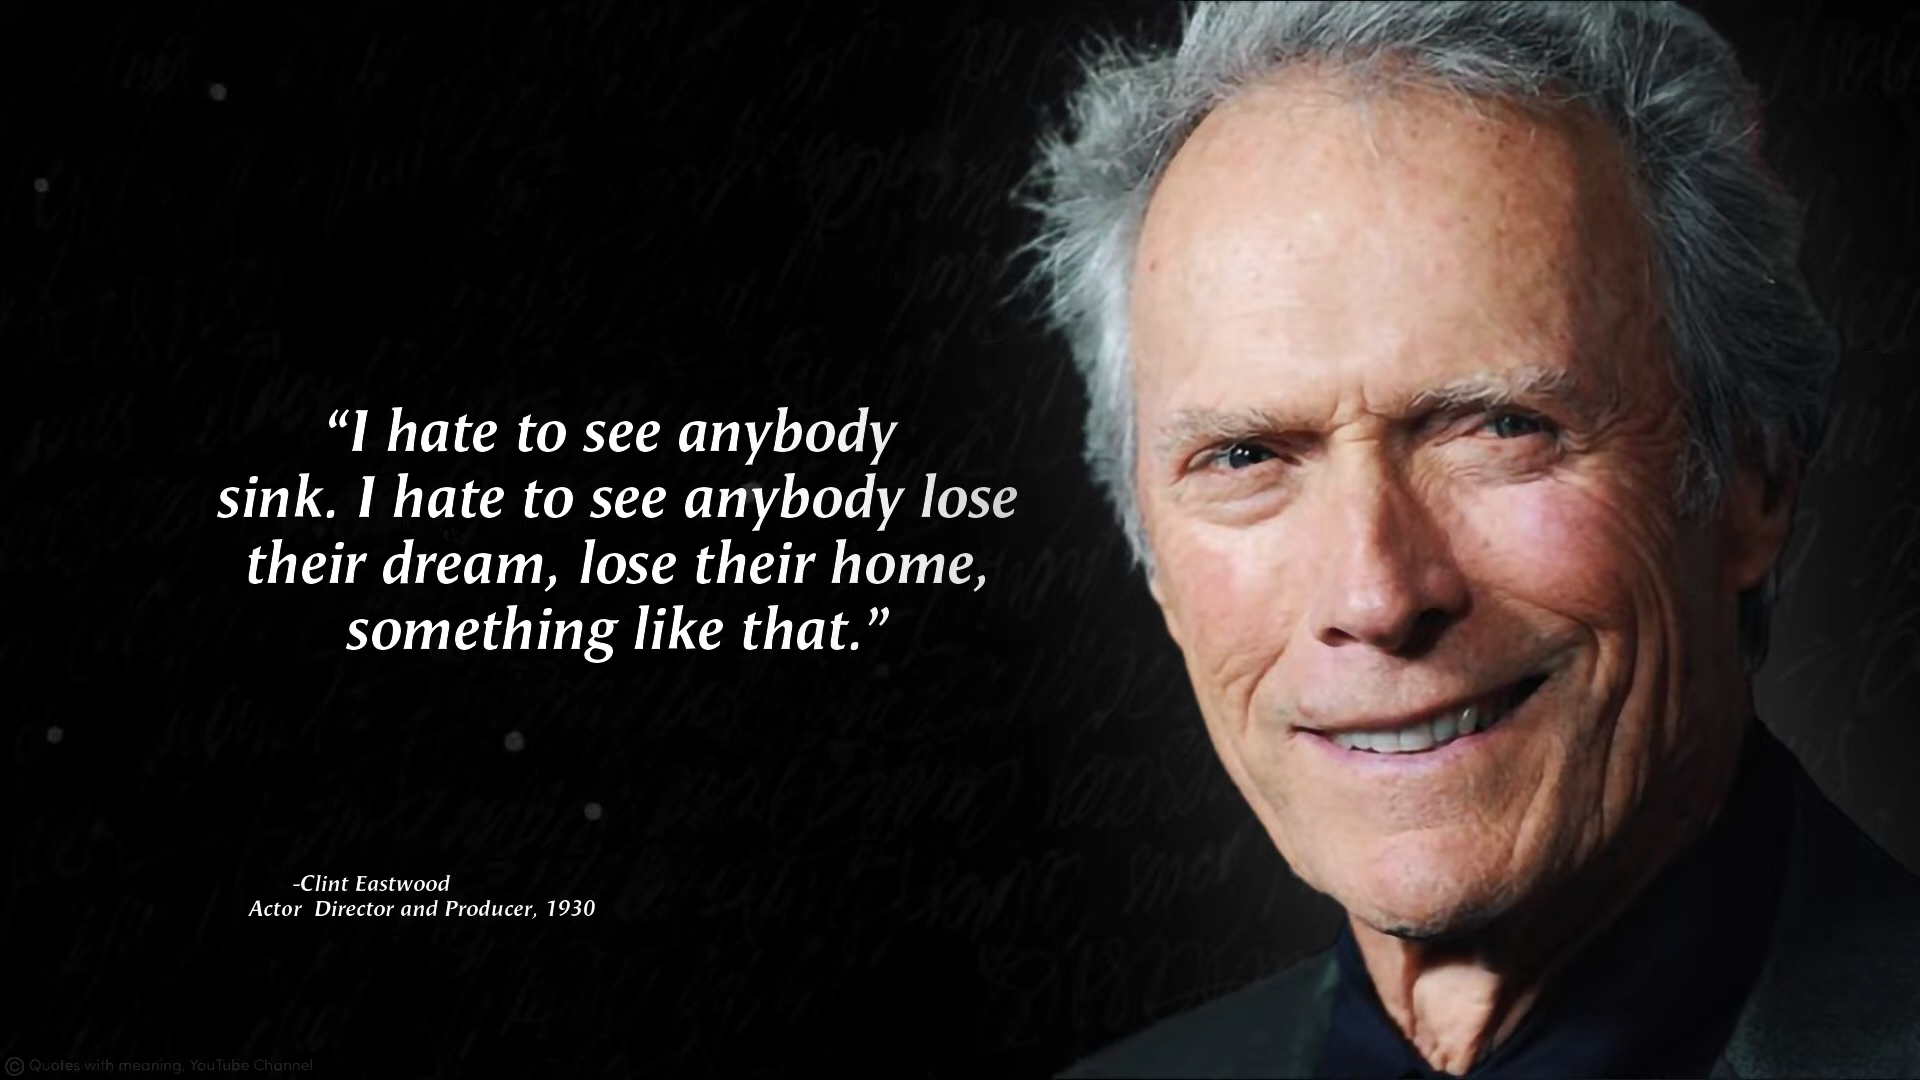 “I hate to see anybody
sink. I hate to see anybody lose
their dream, lose their home,
something like that.”
-Clint Eastwood
Actor  Director and Producer, 1930
© Quotes with meaning, YouTube Channel